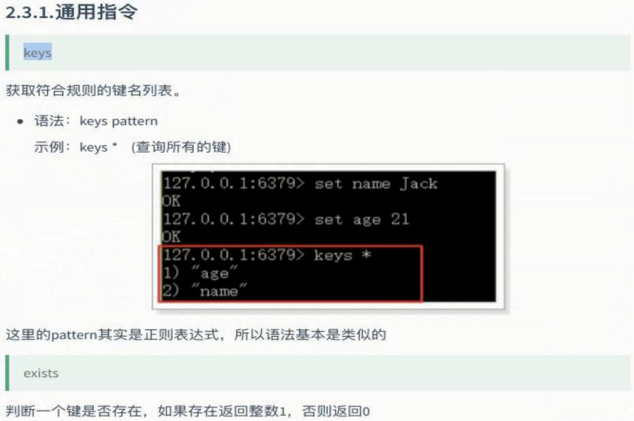 2.3.1.通用指令
keys
获取符合规则的键名列表。
• 语法：keys pattern
示例：keys * (查询所有的键)
127.0.0.1:6379> set name Jack
OK
127.0.0.1:6379> set age 21
OK
127.0.0.1:6379> keys *
1) "age"
2) "name"
这里的pattern其实是正则表达式，所以语法基本是类似的
exists
判断一个键是否存在，如果存在返回整数1，否则返回0